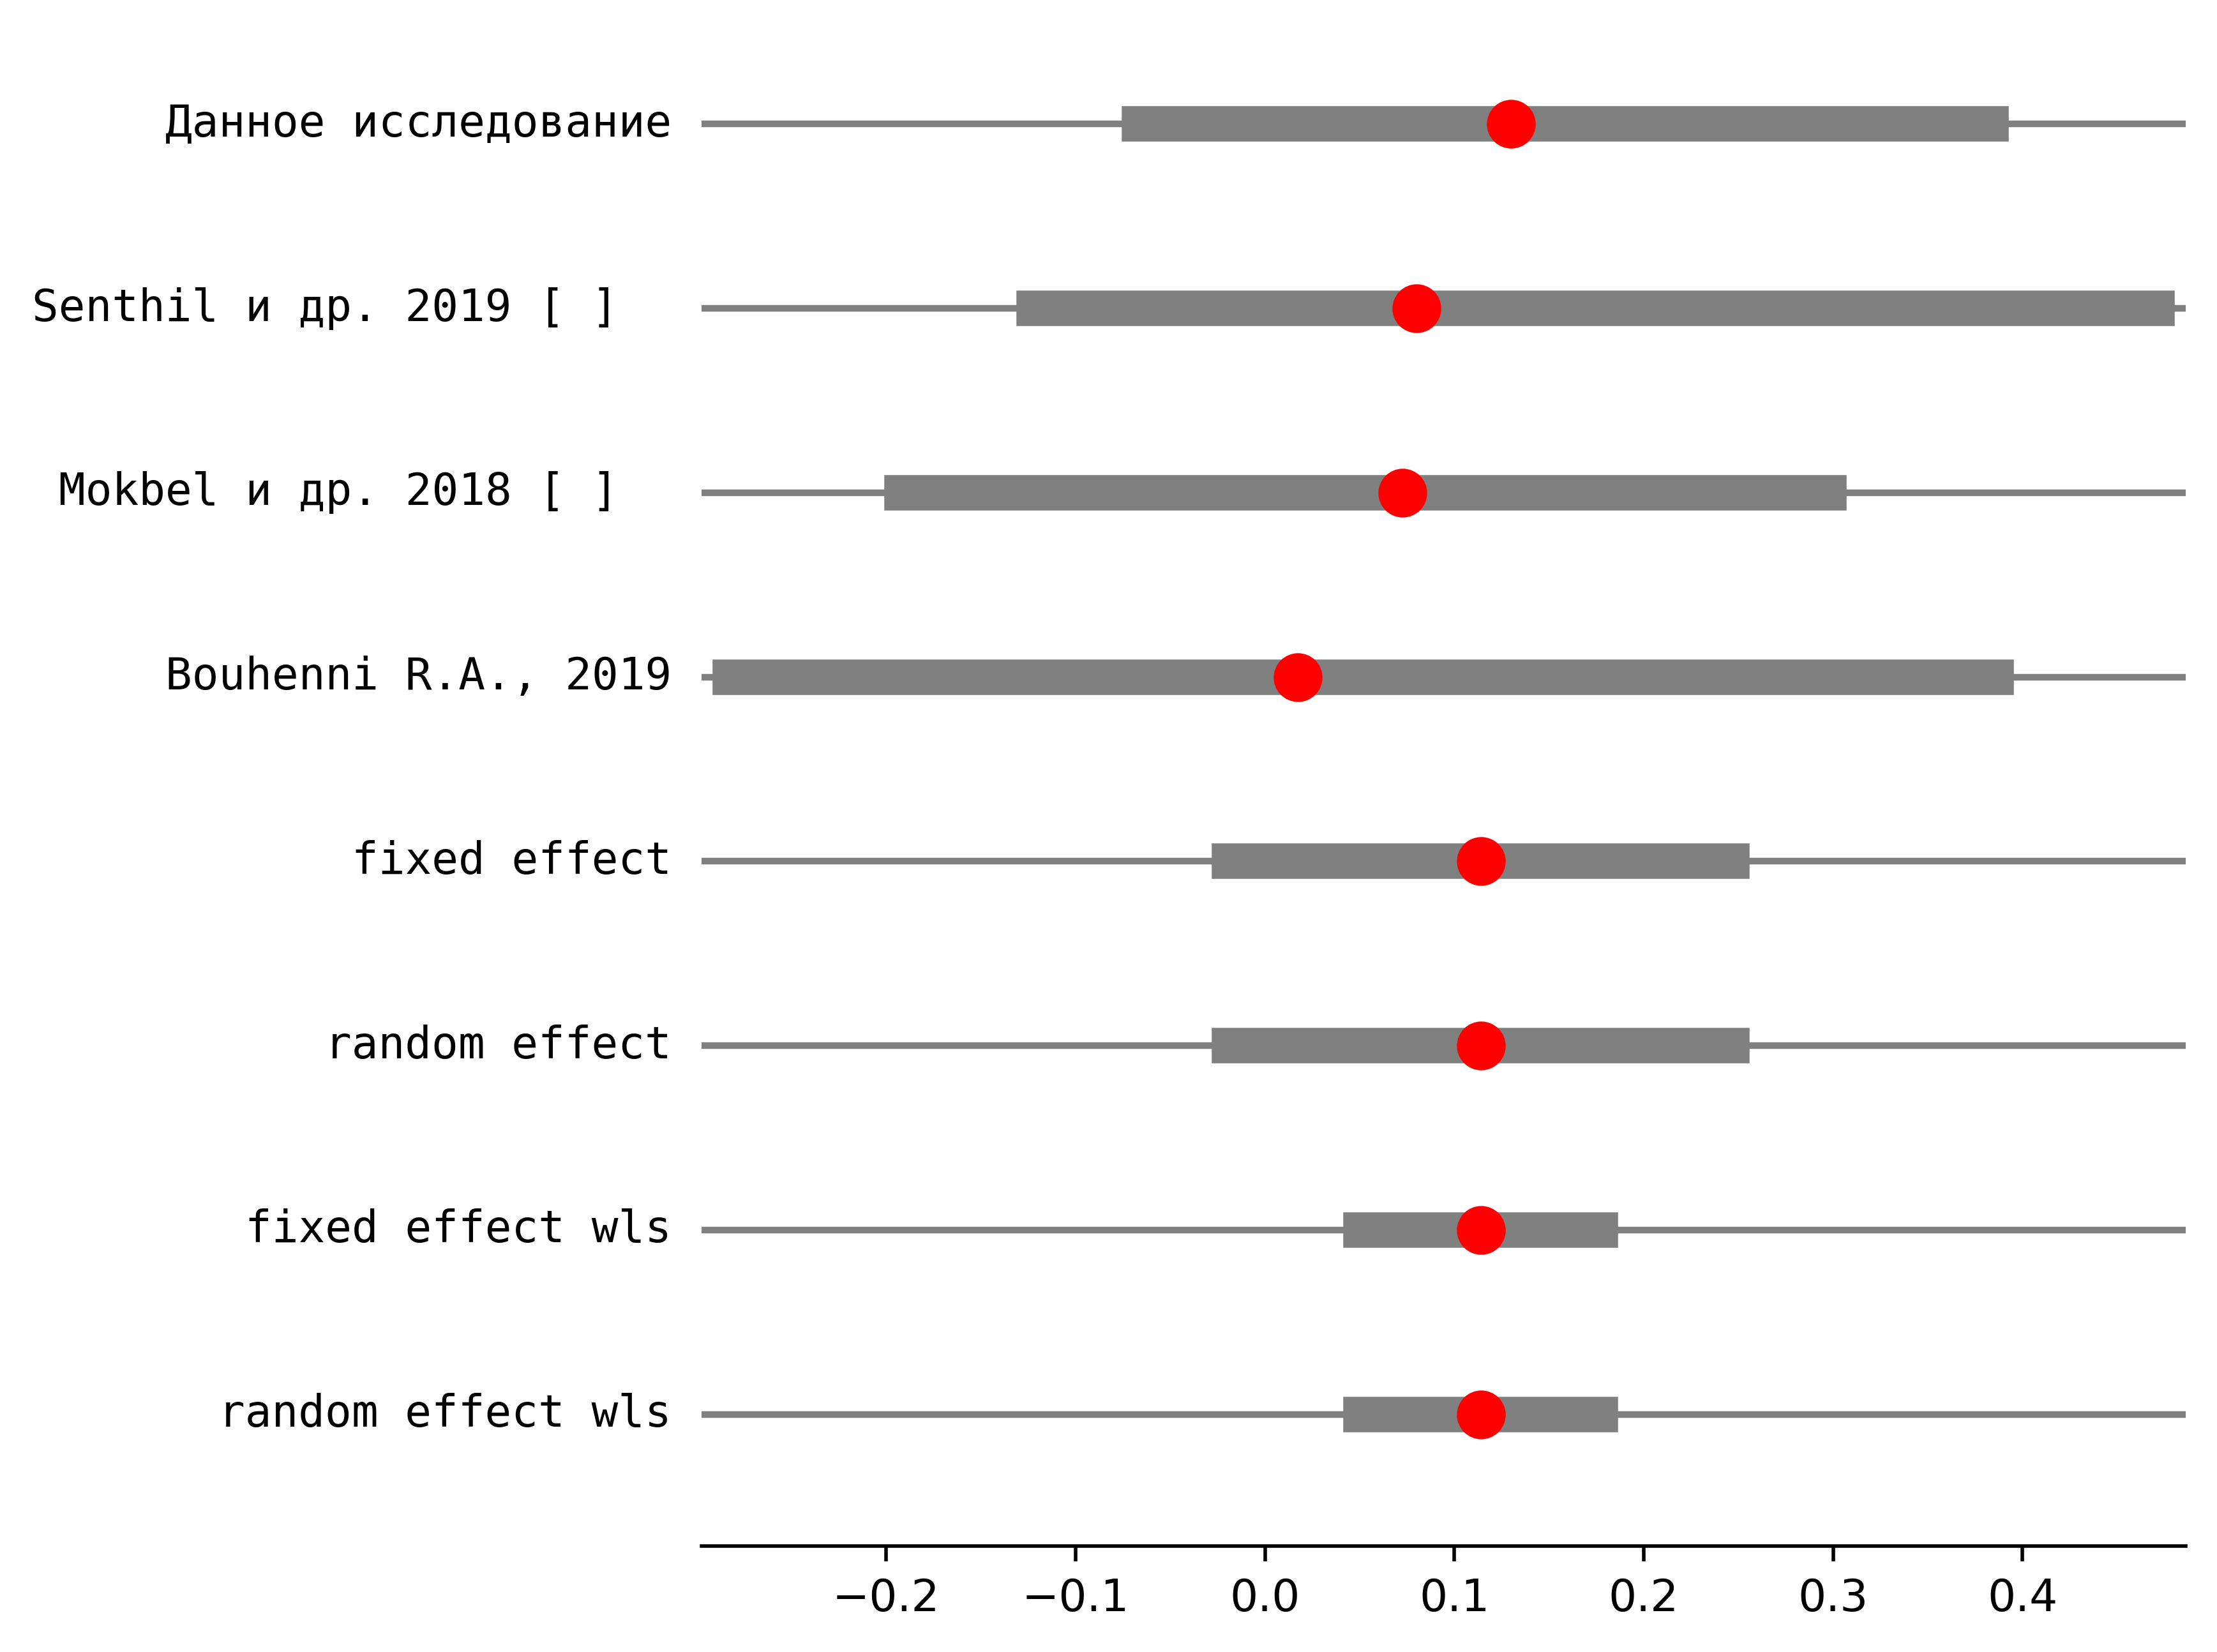 Данное исследование
Senthil и др. 2019 [ ]
Mokbel и др. 2018 [ ]
Bouhenni R.A., 2019
fixed effect
random effect
fixed effect wls
random effect wls
−0.2 −0.1 0.0 0.1 0.2 0.3 0.4